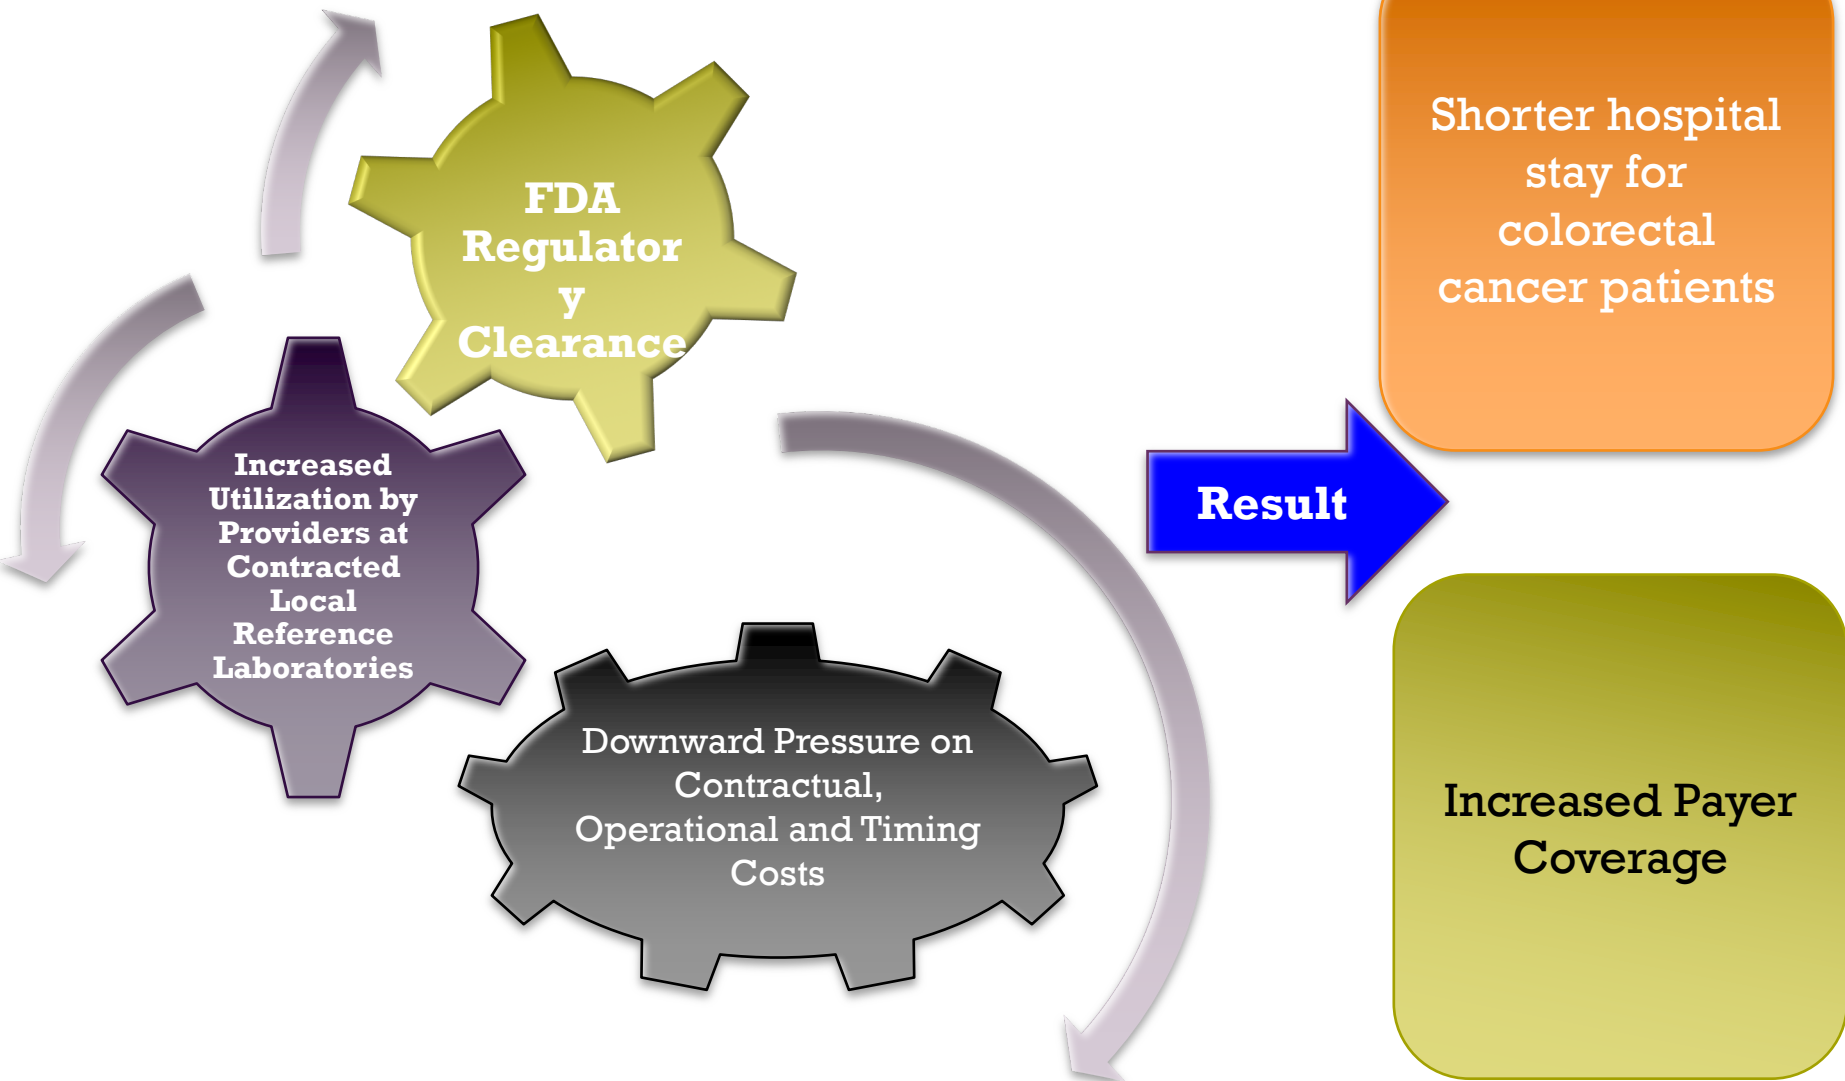 FDA
Regulator
y
Clearance
Increased
Utilization by
Providers at
Contracted
Local
Reference
Laboratories
Downward Pressure on
Contractual,
Operational and Timing
Costs
Result
Shorter hospital
stay for
colorectal
cancer patients
Increased Payer
Coverage